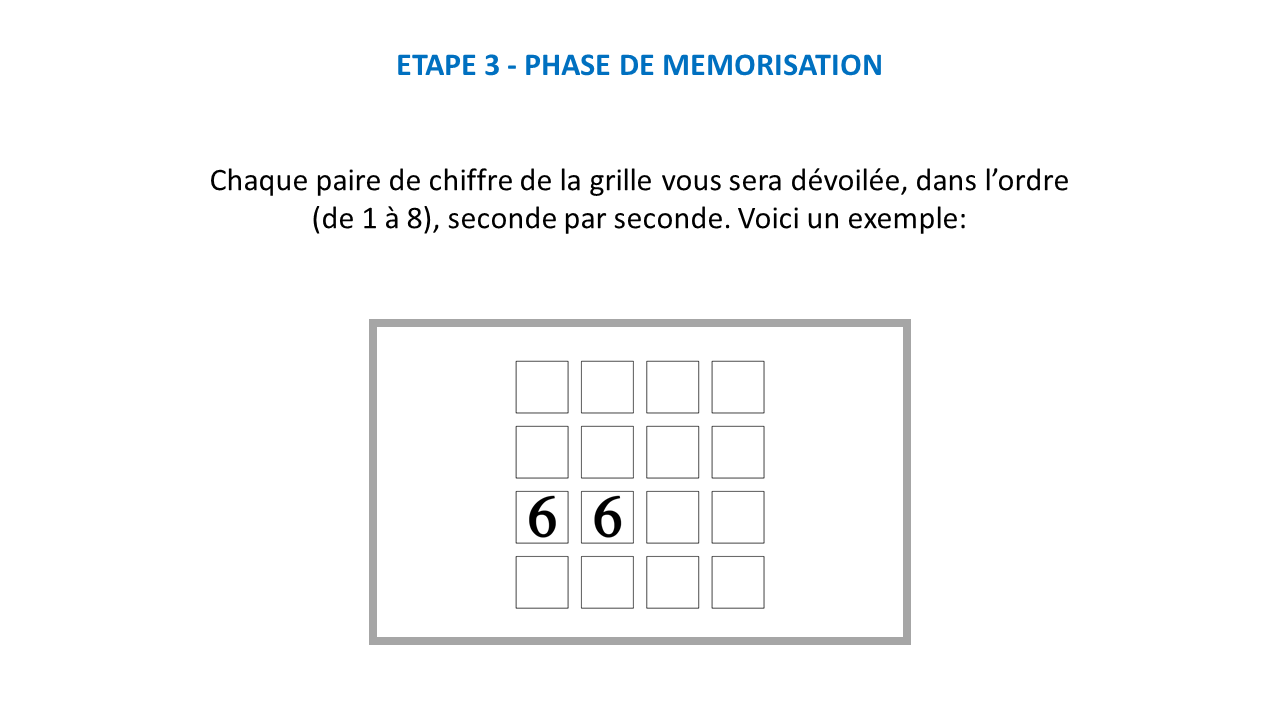 ETAPE 3 - PHASE DE MEMORISATION
Chaque paire de chiffre de la grille vous sera dévoilée, dans l’ordre
(de 1 à 8), seconde par seconde. Voici un exemple:
6 6